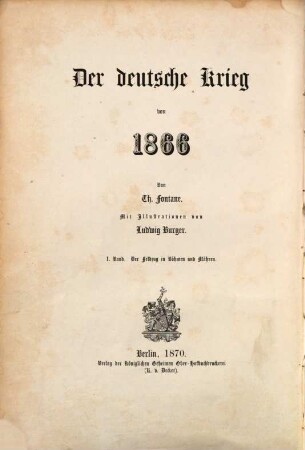 Der deutsche Krieg
von
1866
Von
Th. Fontane.
Mit Illustrationen von
Ludwig Burger.
1. Band. Der Feldzug in Böhmen und Mähren.
Berlin, 1870.
Verlag der Königlichen Geheimen Ober-Hofbuchdruckerei
(R. v. Decker).